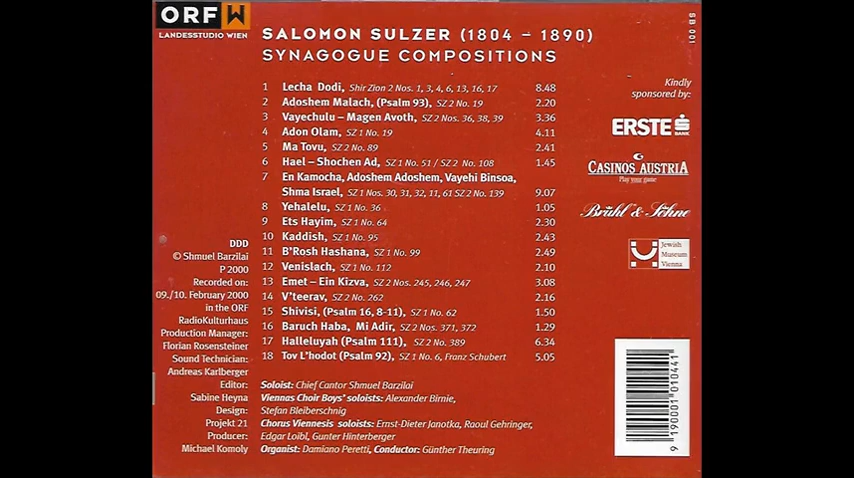 ORF W
LANDESSTUDIO WIEN
SALOMON SULZER (1804 – 1890)
SYNAGOGUE COMPOSITIONS
SB 001
1 Lecha Dodi, Shir Zion 2 Nos. 1, 3, 4, 6, 13, 16, 17 8.48
2 Adoshem Malach, (Psalm 93), SZ 2 No. 19 2.20
3 Vayechulu – Magen Avoth, SZ 2 Nos. 36, 38, 39 3.36
4 Adon Olam, SZ 1 No. 19 4.11
5 Ma Tovu, SZ 2 No. 89 2.41
6 Hael – Shochen Ad, SZ 1 No. 51 / SZ 2 No. 108 1.45
7 En Kamocha, Adoshem Adoshem, Vayehi Binsoa,
Shma Israel, SZ 1 Nos. 30, 31, 32, 11, 61 SZ 2 No. 139 9.07
8 Yehalelu, SZ 1 No. 36 1.05
9 Ets Hayim, SZ 1 No. 64 2.30
10 Kaddish, SZ 1 No. 95 2.43
11 B'Rosh Hashana, SZ 1 No. 99 2.49
12 Venislach, SZ 1 No. 112 2.10
13 Emet – Ein Kizva, SZ 2 Nos. 245, 246, 247 3.08
14 V'teerav, SZ 2 No. 262 2.16
15 Shivisi, (Psalm 16, 8-11), SZ 1 No. 62 1.50
16 Baruch Haba, Mi Adir, SZ 2 Nos. 371, 372 1.29
17 Halleluyah (Psalm 111), SZ 2 No. 389 6.34
18 Tov L'hodot (Psalm 92), SZ 1 No. 6, Franz Schubert 5.05
Soloist: Chief Cantor Shmuel Barzilai
Viennas Choir Boys' soloists: Alexander Birnie,
Stefan Bleiberschnig
Chorus Viennesis soloists: Ernst-Dieter Janotka, Raoul Gehringer,
Edgar Loibl, Gunter Hinterberger
Organist: Damiano Peretti, Conductor: Günther Theuring
DDD
© Shmuel Barzilai
P 2000
Recorded on:
09./10. February 2000
in the ORF
RadioKulturhaus
Production Manager:
Florian Rosensteiner
Sound Technician:
Andreas Karlberger
Editor:
Sabine Heyna
Design:
Projekt 21
Producer:
Michael Komoly
Kindly
sponsored by:
ERSTE BANK
CASINOS AUSTRIA
Play your game
Brühl & Söhne
Jewish
Museum
Vienna
9 190001 010441